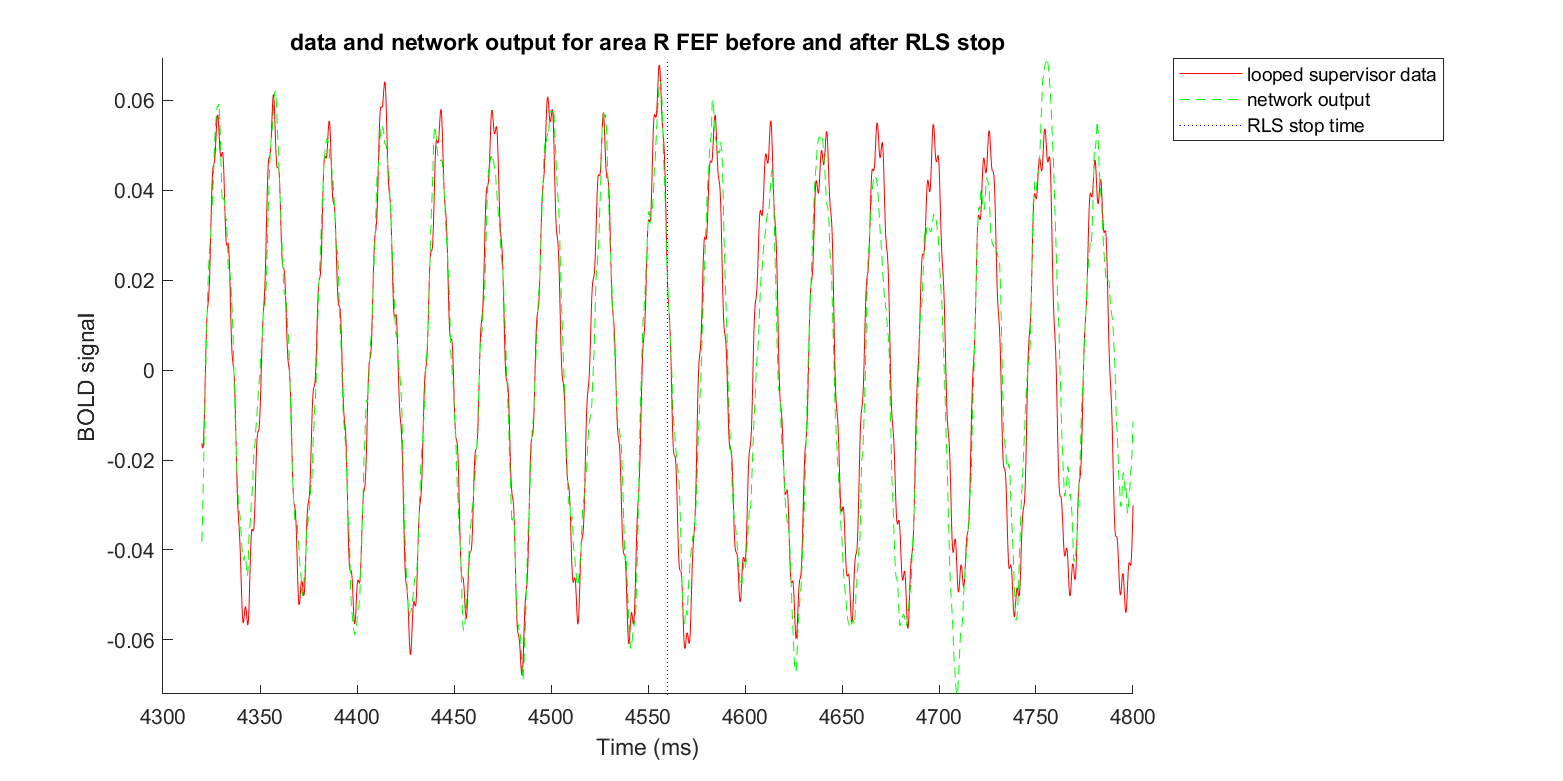 data and network output for area R FEF before and after RLS stop
looped supervisor data
network output
RLS stop time
BOLD signal
0.06
0.04
0.02
0
-0.02
-0.04
-0.06
4300 4350 4400 4450 4500 4550 4600 4650 4700 4750 4800
Time (ms)